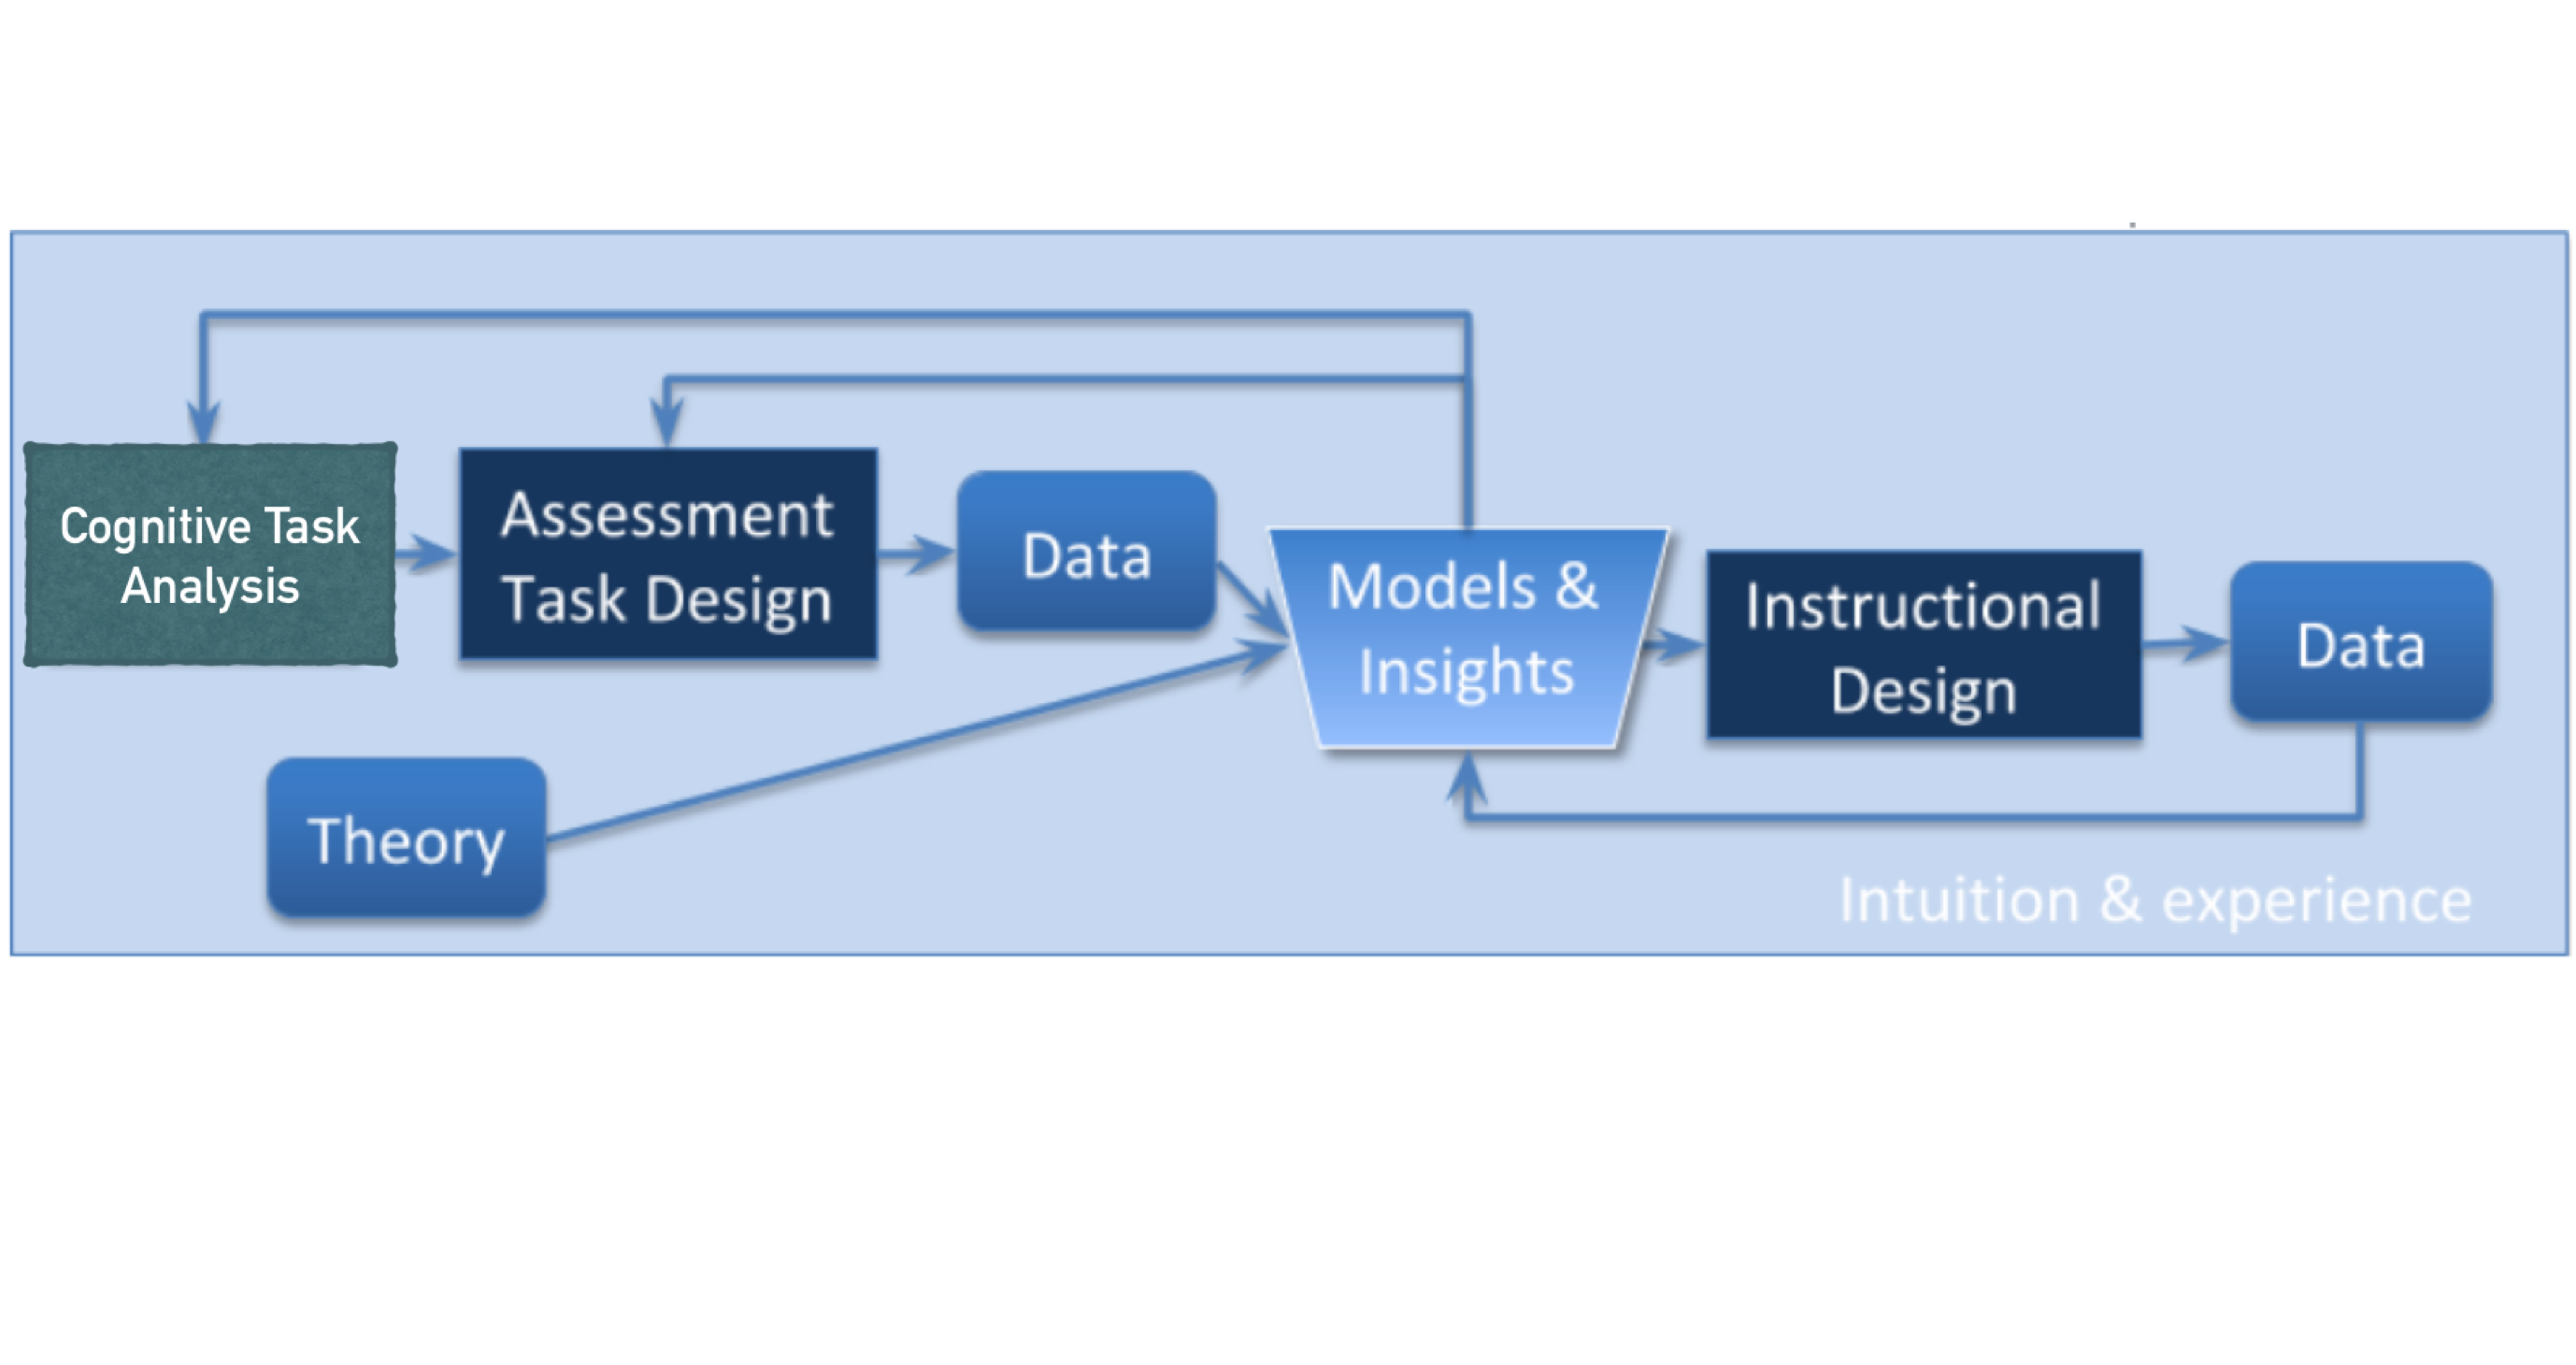 Cognitive Task
Analysis
Assessment
Task Design
Data
Models &
Insights
Instructional
Design
Data
Theory
Intuition & experience